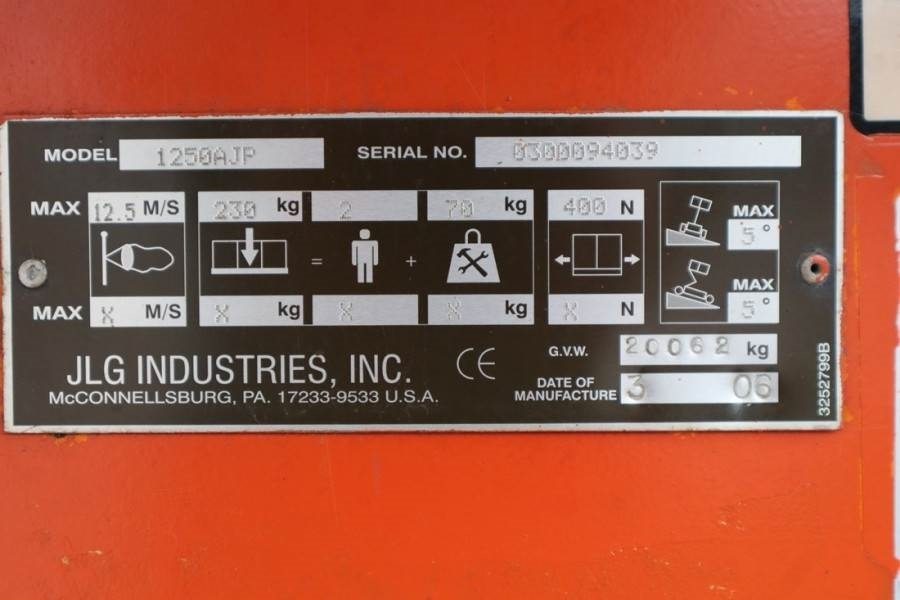 MODEL 1250AJP SERIAL NO. 0300094039
MAX 12.5 M/S 230 kg 2 70 kg 400 N
MAX 5°
= +
MAX X M/S X kg X X kg X N
MAX 5°
JLG INDUSTRIES, INC. CE
McCONNELLSBURG, PA. 17233-9533 U.S.A.
G.V.W. 20062 kg
DATE OF MANUFACTURE 3 06
3252799B